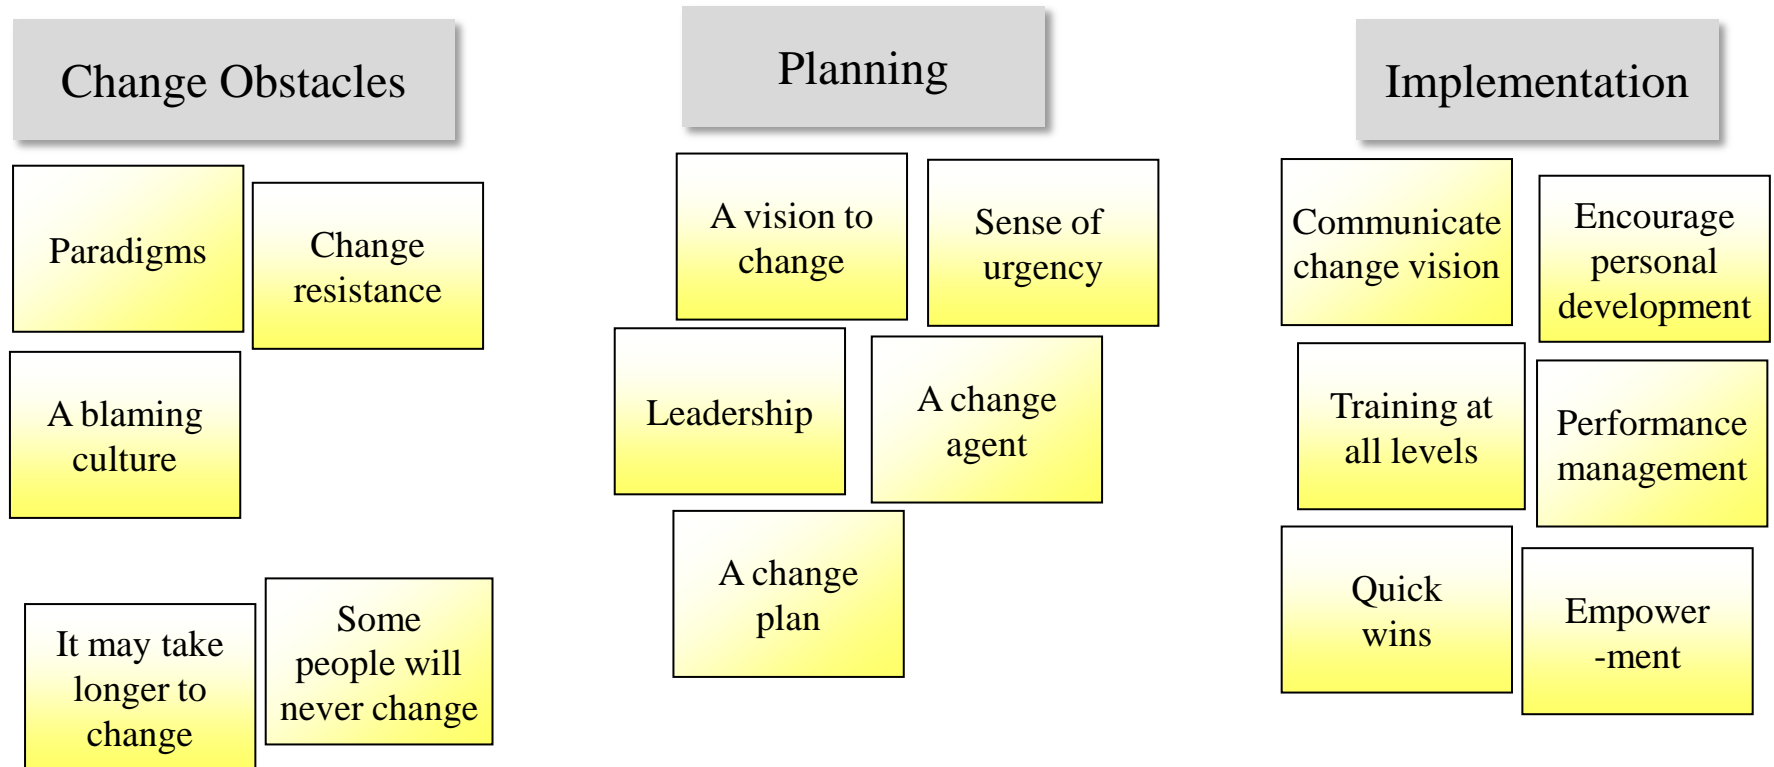 Change Obstacles
Paradigms
Change
resistance
A blaming
culture
It may take
longer to
change
Some
people will
never change
Planning
A vision to
change
Sense of
urgency
Leadership
A change
agent
A change
plan
Implementation
Communicate
change vision
Encourage
personal
development
Training at
all levels
Performance
management
Quick
wins
Empower
-ment